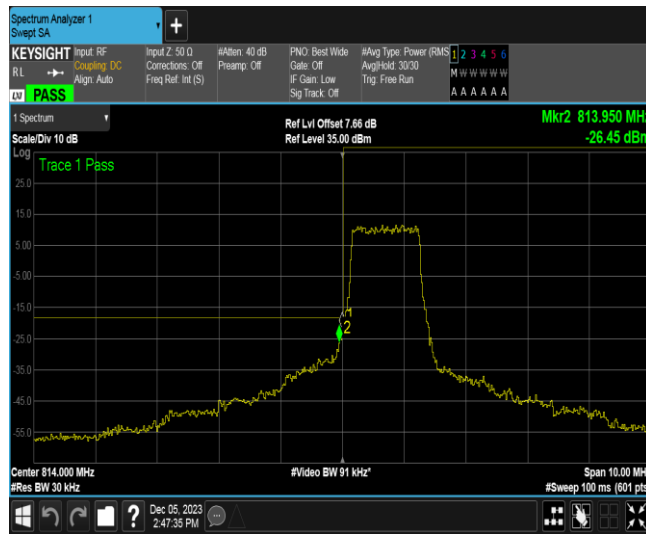 Spectrum Analyzer 1
Swept SA
KEYSIGHT
RL
LXI PASS
Input: RF
Coupling: DC
Align: Auto
Input Z: 50 Ω
Corrections: Off
Freq Ref: Int (S)
#Atten: 40 dB
Preamp: Off
PNO: Best Wide
Gate: Off
IF Gain: Low
Sig Track: Off
#Avg Type: Power (RMS
Avg|Hold: 30/30
Trig: Free Run
1 2 3 4 5 6
M W W W W W
A A A A A A
1 Spectrum
Scale/Div 10 dB
Ref Lvl Offset 7.66 dB
Ref Level 35.00 dBm
Mkr2 813.950 MHz
-26.45 dBm
Log
Trace 1 Pass
25.0
15.0
5.00
-5.00
-15.0
-25.0
-35.0
-45.0
-55.0
1
2
Center 814.000 MHz
#Res BW 30 kHz
#Video BW 91 kHz*
Span 10.00 MH
#Sweep 100 ms (601 pts
Dec 05, 2023
2:47:35 PM